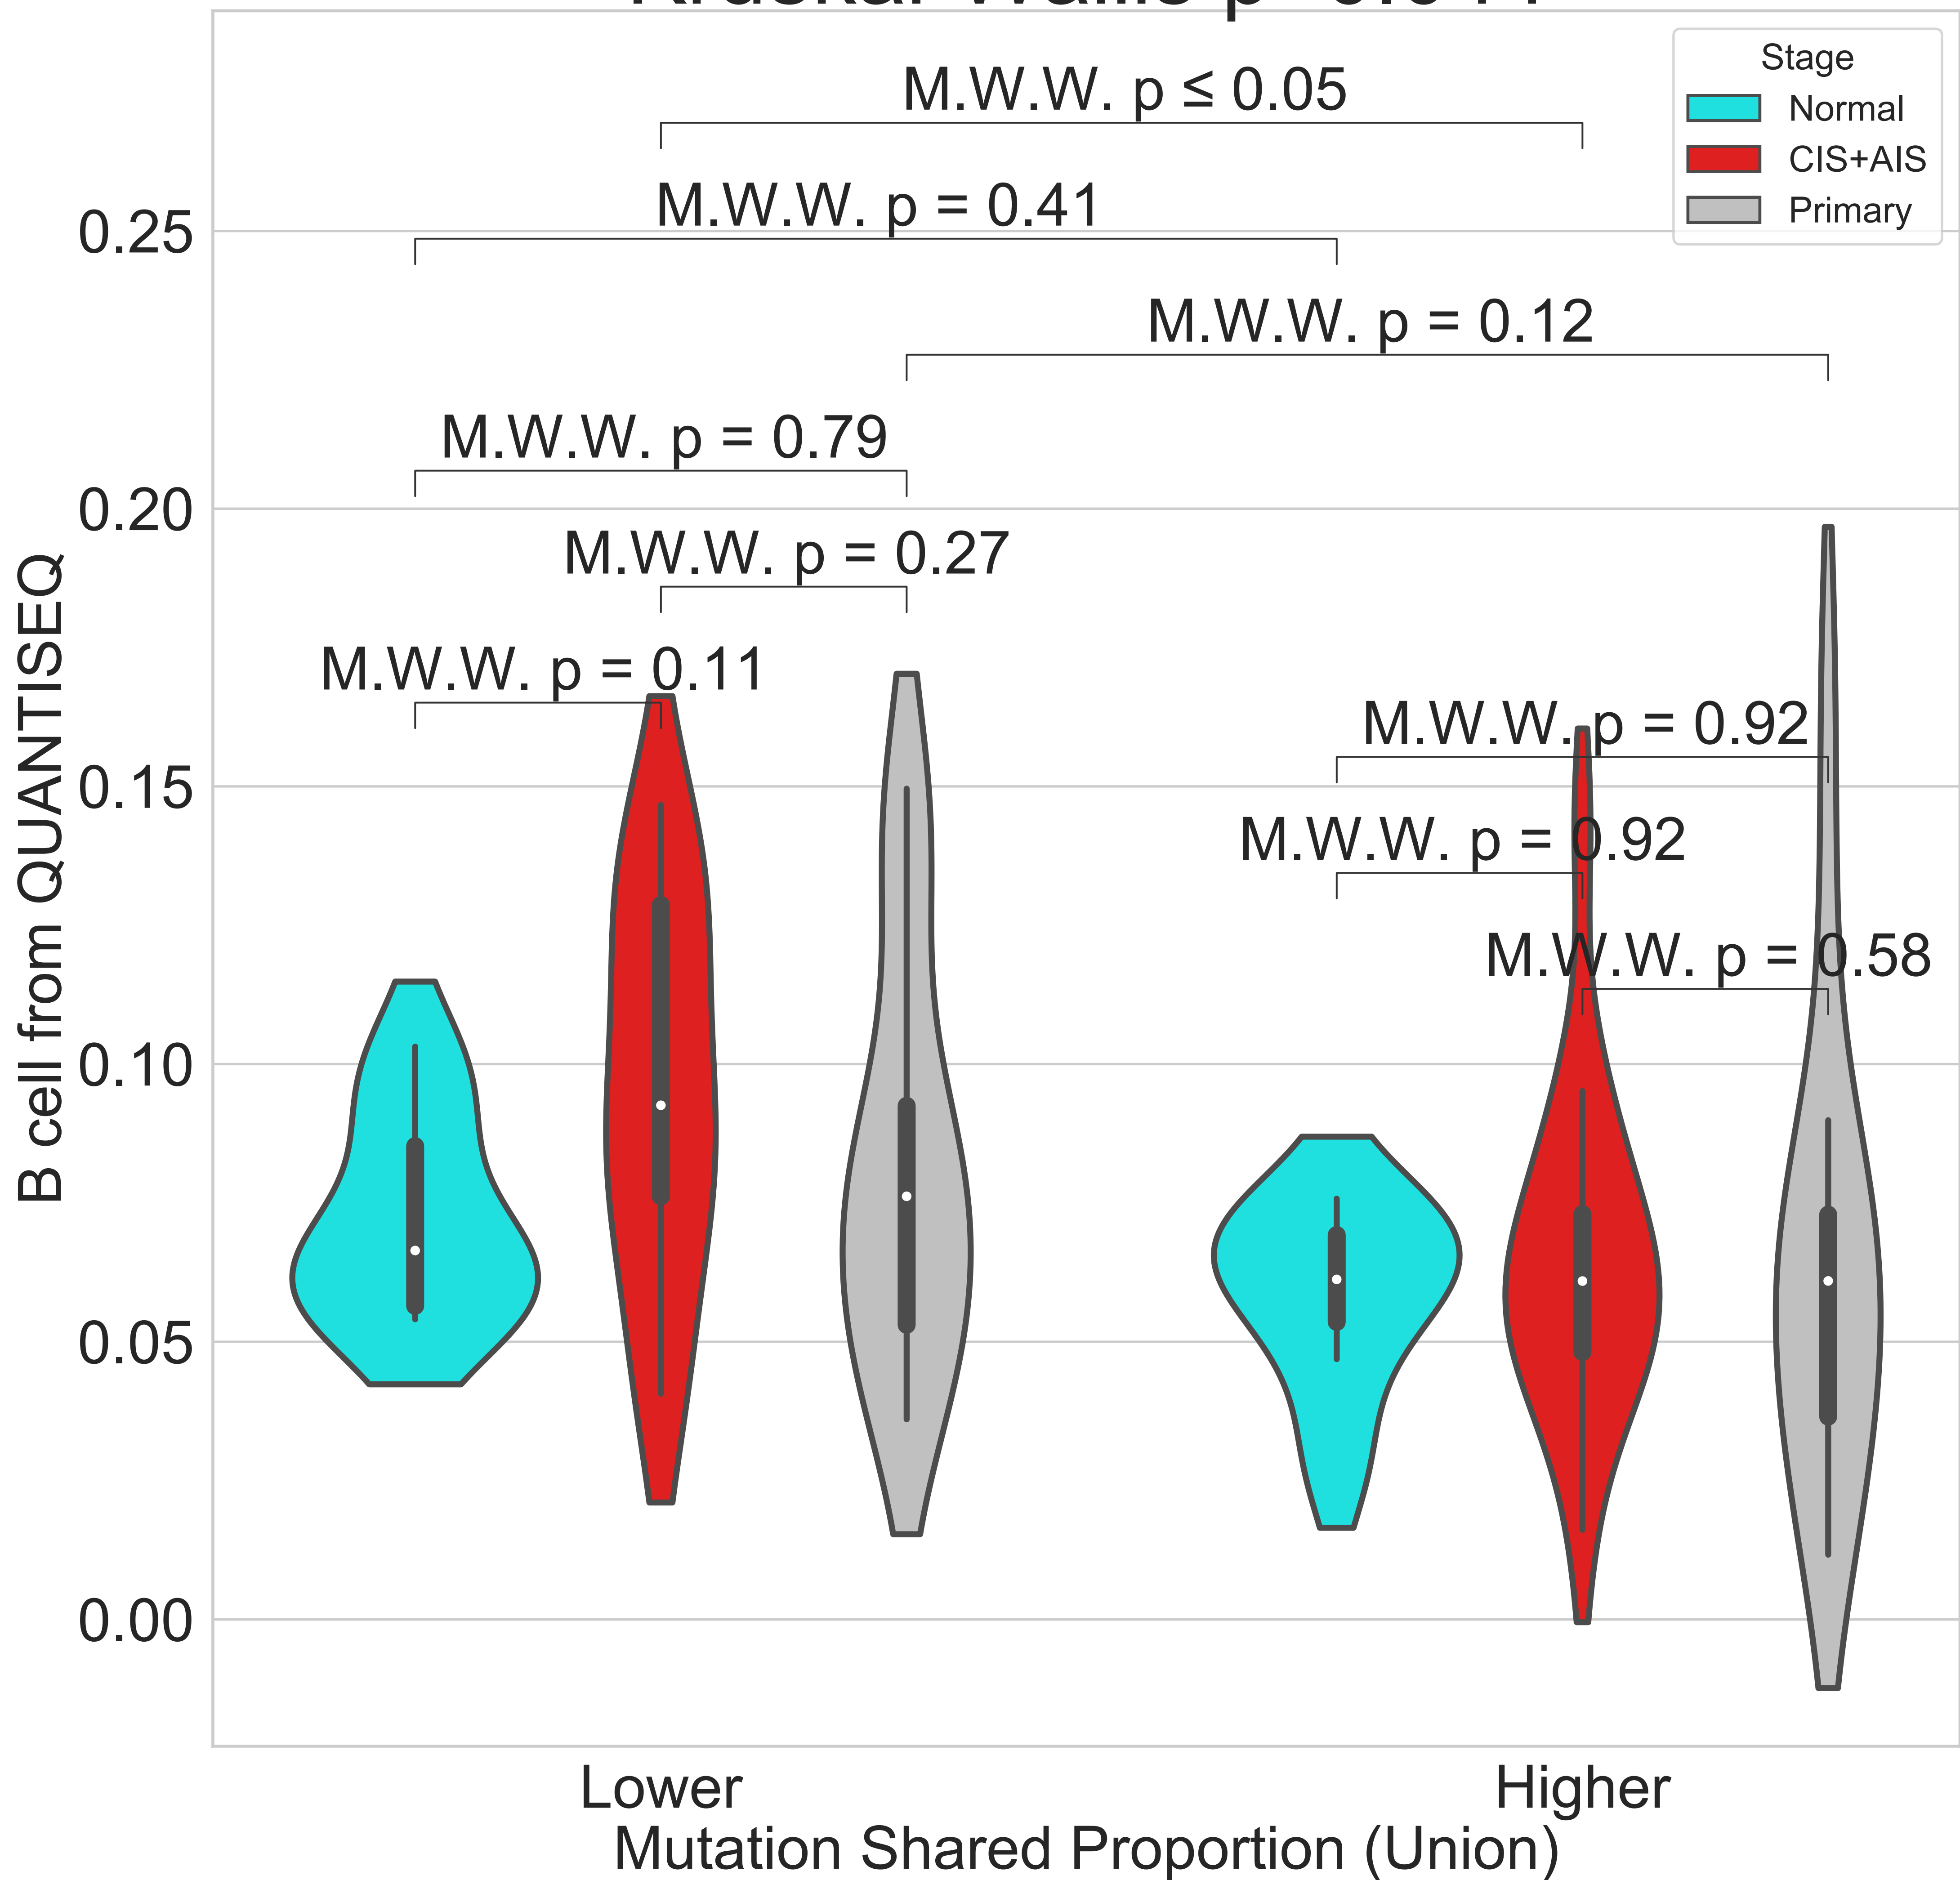 Stage
Normal
CIS+AIS
Primary
M.W.W. p ≤ 0.05
M.W.W. p = 0.41
M.W.W. p = 0.12
M.W.W. p = 0.79
M.W.W. p = 0.27
M.W.W. p = 0.11
M.W.W. p = 0.92
M.W.W. p = 0.92
M.W.W. p = 0.58
0.25
0.20
0.15
0.10
0.05
0.00
B cell from QUANTISEQ
Lower
Higher
Mutation Shared Proportion (Union)